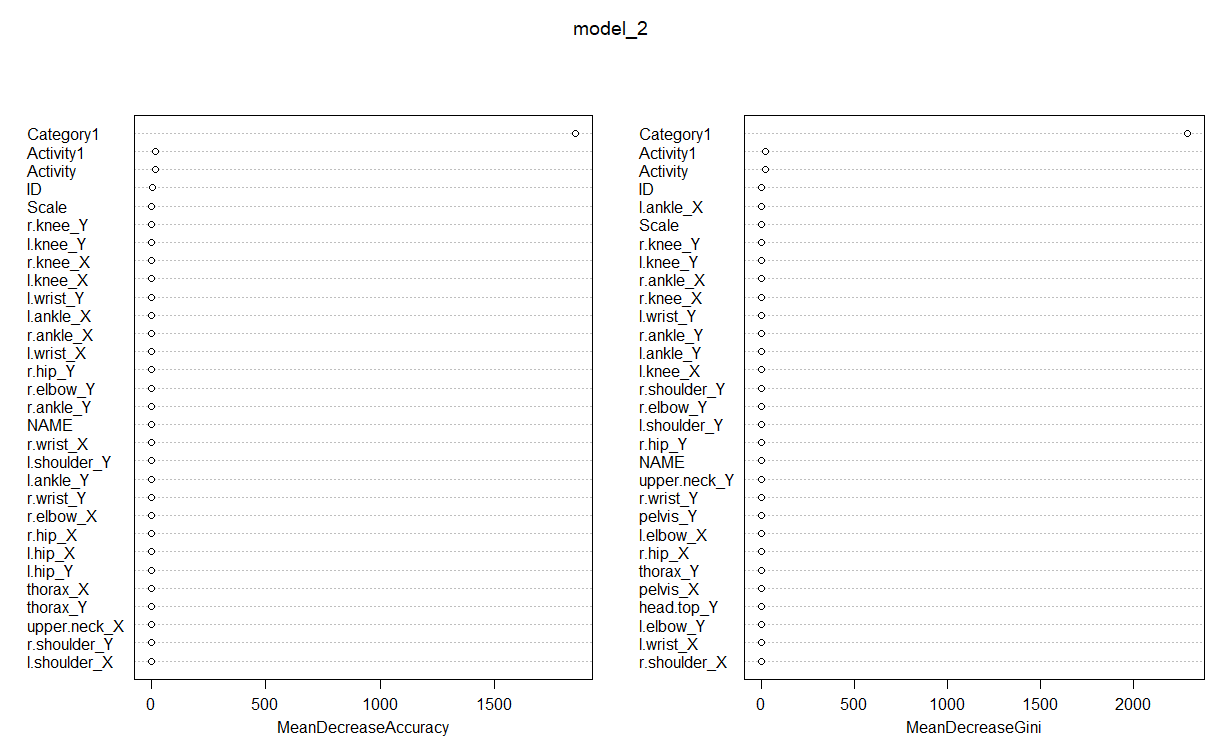 model_2
Category1
Activity1
Activity
ID
Scale
r.knee_Y
l.knee_Y
r.knee_X
l.knee_X
l.wrist_Y
l.ankle_X
r.ankle_X
l.wrist_X
r.hip_Y
r.elbow_Y
r.ankle_Y
NAME
r.wrist_X
l.shoulder_Y
l.ankle_Y
r.wrist_Y
r.elbow_X
r.hip_X
l.hip_X
l.hip_Y
thorax_X
thorax_Y
upper.neck_X
r.shoulder_Y
l.shoulder_X
0 500 1000 1500
MeanDecreaseAccuracy
Category1
Activity1
Activity
ID
l.ankle_X
Scale
r.knee_Y
l.knee_Y
r.ankle_X
r.knee_X
l.wrist_Y
r.ankle_Y
l.ankle_Y
l.knee_X
r.shoulder_Y
r.elbow_Y
l.shoulder_Y
r.hip_Y
NAME
upper.neck_Y
r.wrist_Y
pelvis_Y
l.elbow_X
r.hip_X
thorax_Y
pelvis_X
head.top_Y
l.elbow_Y
l.wrist_X
r.shoulder_X
0 500 1000 1500 2000
MeanDecreaseGini